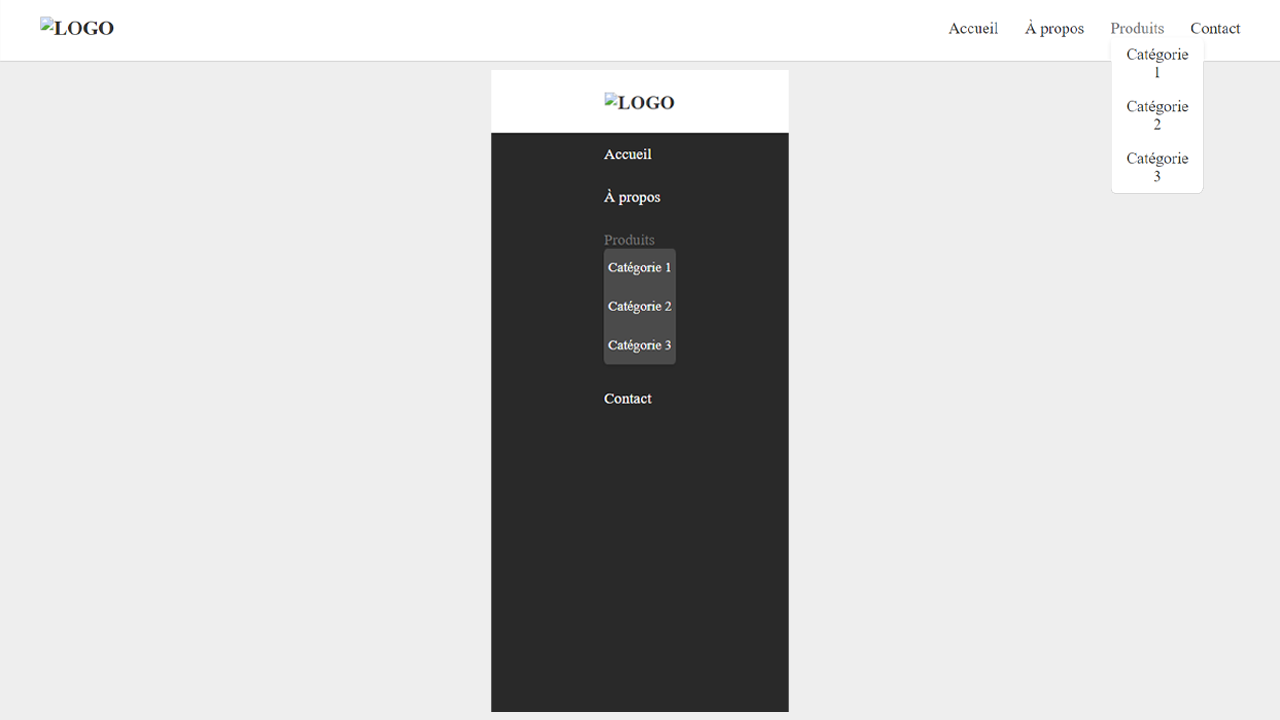 LOGO
Accueil À propos Produits Contact
Catégorie
1
Catégorie
2
Catégorie
3
LOGO
Accueil
À propos
Produits
Catégorie 1
Catégorie 2
Catégorie 3
Contact